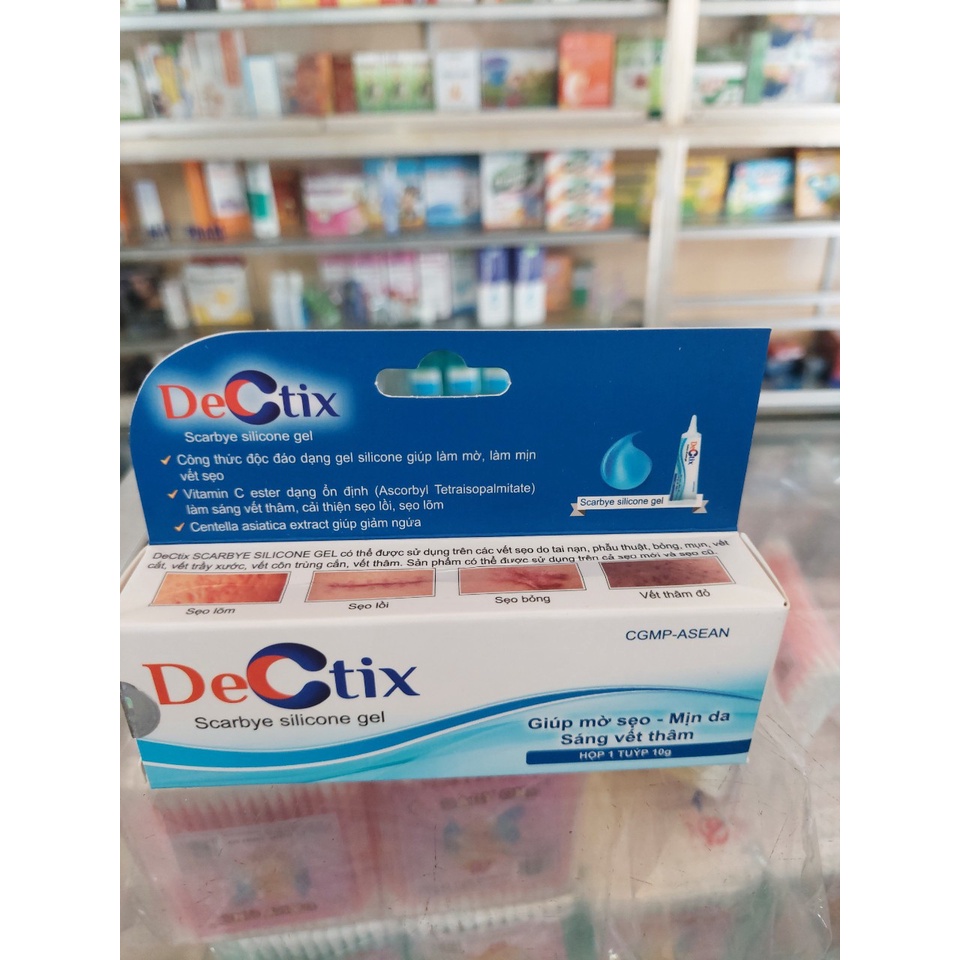 DeCtix
Scarbye silicone gel
Công thức độc đáo dạng gel silicone giúp làm mờ, làm mịn
vết sẹo
Vitamin C ester dạng ổn định (Ascorbyl Tetraisopalmitate)
làm sáng vết thâm, cải thiện sẹo lồi, sẹo lõm
Centella asiatica extract giúp giảm ngứa
DeCtix
Scarbye silicone gel
DeCtix SCARBYE SILICONE GEL có thể được sử dụng trên các vết sẹo do tai nạn, phẫu thuật, bỏng, mụn, vết
cắt, vết trầy xước, vết côn trùng cắn, vết thâm. Sản phẩm có thể được sử dụng trên cả sẹo mới và sẹo cũ.
Sẹo lõm
Sẹo lồi
Sẹo bỏng
Vết thâm đỏ
CGMP-ASEAN
DeCtix
Scarbye silicone gel
Giúp mờ sẹo - Mịn da
Sáng vết thâm
HỘP 1 TUÝP 10g